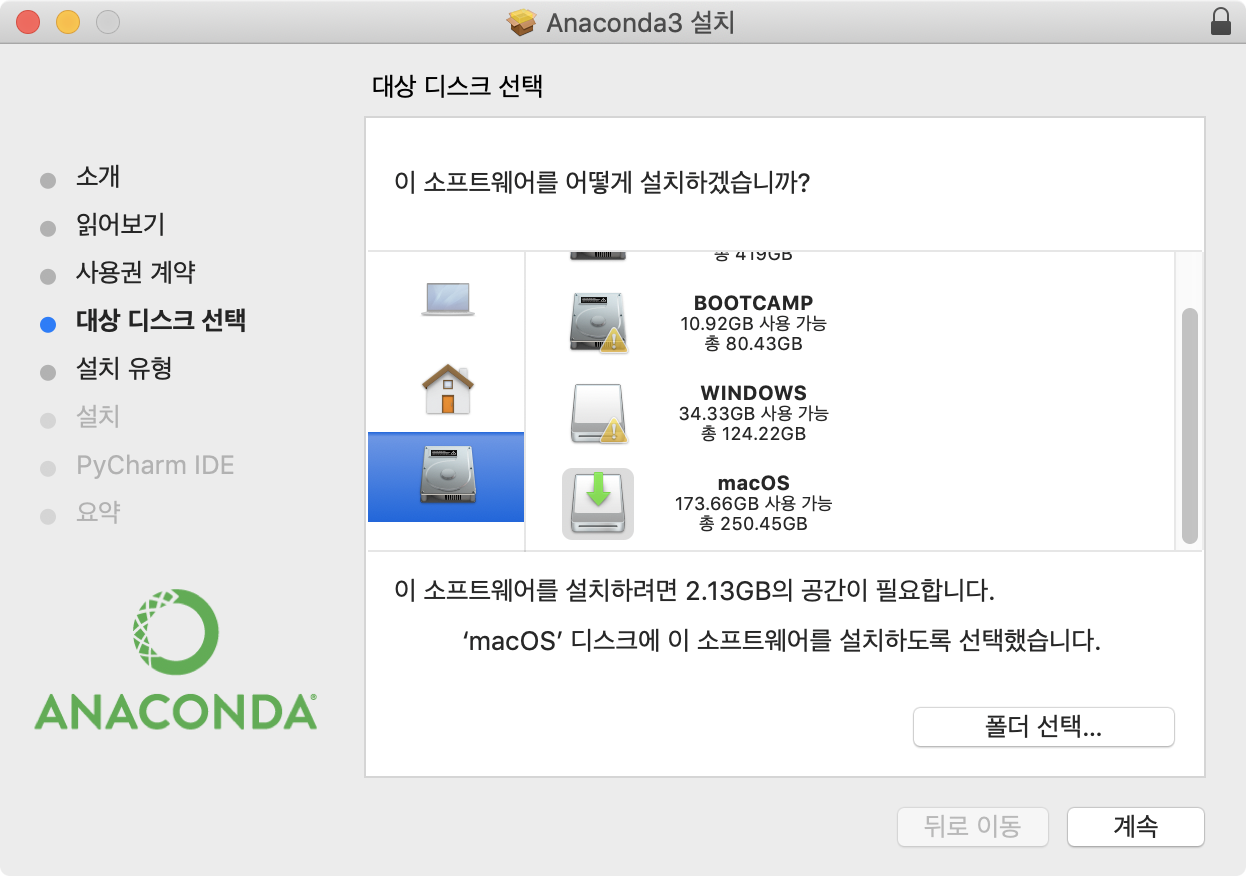 Anaconda3 설치
대상 디스크 선택
소개
읽어보기
사용권 계약
대상 디스크 선택
설치 유형
설치
PyCharm IDE
요약
ANACONDA®
이 소프트웨어를 어떻게 설치하겠습니까?
총 419GB
BOOTCAMP
10.92GB 사용 가능
총 80.43GB
WINDOWS
34.33GB 사용 가능
총 124.22GB
macOS
173.66GB 사용 가능
총 250.45GB
이 소프트웨어를 설치하려면 2.13GB의 공간이 필요합니다.
‘macOS’ 디스크에 이 소프트웨어를 설치하도록 선택했습니다.
폴더 선택...
뒤로 이동
계속